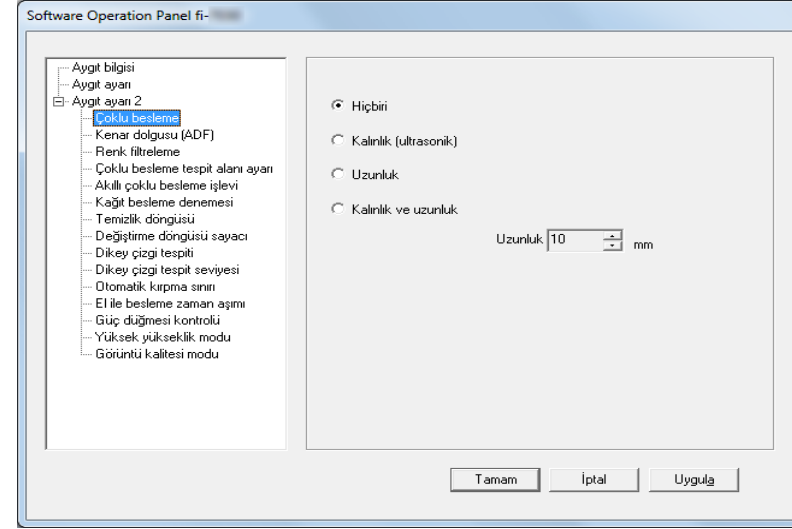 Software Operation Panel fi-
Aygıt bilgisi
Aygıt ayarı
Aygıt ayarı 2
Çoklu besleme
Kenar dolgusu (ADF)
Renk filtreleme
Çoklu besleme tespit alanı ayarı
Akıllı çoklu besleme işlevi
Kağıt besleme denemesi
Temizlik döngüsü
Değiştirme döngüsü sayacı
Dikey çizgi tespiti
Dikey çizgi tespit seviyesi
Otomatik kırpma sınırı
El ile besleme zaman aşımı
Güç düğmesi kontrolü
Yüksek yükseklik modu
Görüntü kalitesi modu
Hiçbiri
Kalınlık (ultrasonik)
Uzunluk
Kalınlık ve uzunluk
Uzunluk 10 mm
Tamam İptal Uygula